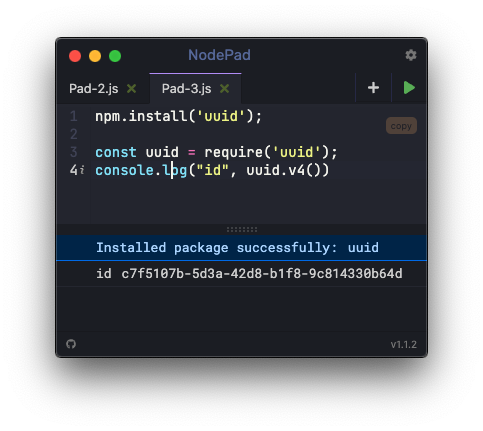 NodePad
Pad-2.js × Pad-3.js × +
1 npm.install('uuid');
copy
2
3 const uuid = require('uuid');
4i console.log("id", uuid.v4())
Installed package successfully: uuid
id c7f5107b-5d3a-42d8-b1f8-9c814330b64d
v1.1.2